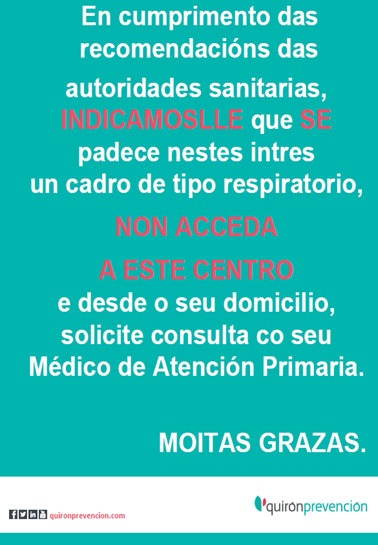 En cumprimento das
recomendacións das
autoridades sanitarias,
INDICAMOSLLE que SE
padece nestes intres
un cadro de tipo respiratorio,
NON ACCEDA
A ESTE CENTRO
e desde o seu domicilio,
solicite consulta co seu
Médico de Atención Primaria.
MOITAS GRAZAS.
quirónprevención
quironprevencion.com